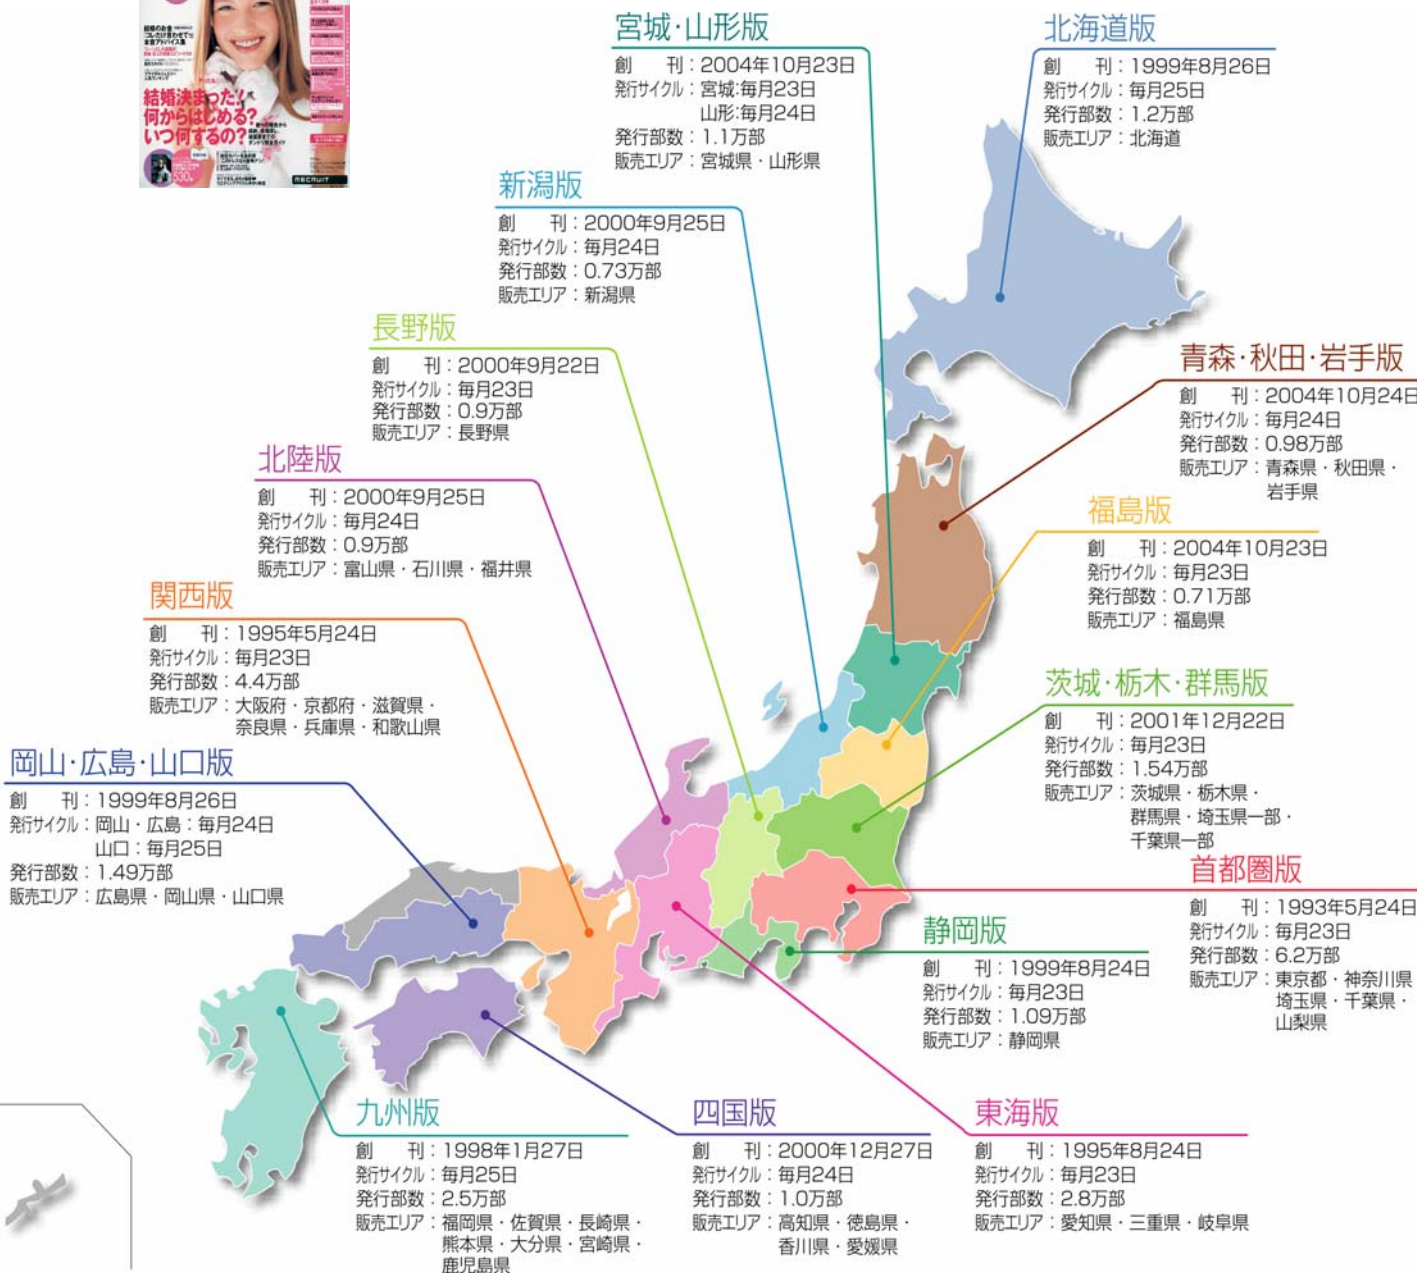 結婚決まった!
何からはじめる?
いつ何するの?
530
RECRUIT
宮城・山形版
創　刊：2004年10月23日
発行サイクル：宮城:毎月23日
山形:毎月24日
発行部数：1.1万部
販売エリア：宮城県・山形県
北海道版
創　刊：1999年8月26日
発行サイクル：毎月25日
発行部数：1.2万部
販売エリア：北海道
新潟版
創　刊：2000年9月25日
発行サイクル：毎月24日
発行部数：0.73万部
販売エリア：新潟県
長野版
創　刊：2000年9月22日
発行サイクル：毎月23日
発行部数：0.9万部
販売エリア：長野県
青森・秋田・岩手版
創　刊：2004年10月24日
発行サイクル：毎月24日
発行部数：0.98万部
販売エリア：青森県・秋田県・
岩手県
北陸版
創　刊：2000年9月25日
発行サイクル：毎月24日
発行部数：0.9万部
販売エリア：富山県・石川県・福井県
福島版
創　刊：2004年10月23日
発行サイクル：毎月23日
発行部数：0.71万部
販売エリア：福島県
関西版
創　刊：1995年5月24日
発行サイクル：毎月23日
発行部数：4.4万部
販売エリア：大阪府・京都府・滋賀県・
奈良県・兵庫県・和歌山県
茨城・栃木・群馬版
創　刊：2001年12月22日
発行サイクル：毎月23日
発行部数：1.54万部
販売エリア：茨城県・栃木県・
群馬県・埼玉県一部・
千葉県一部
岡山・広島・山口版
創　刊：1999年8月26日
発行サイクル：岡山・広島：毎月24日
山口：毎月25日
発行部数：1.49万部
販売エリア：広島県・岡山県・山口県
首都圏版
創　刊：1993年5月24日
発行サイクル：毎月23日
発行部数：6.2万部
販売エリア：東京都・神奈川県
埼玉県・千葉県・
山梨県
静岡版
創　刊：1999年8月24日
発行サイクル：毎月23日
発行部数：1.09万部
販売エリア：静岡県
九州版
創　刊：1998年1月27日
発行サイクル：毎月25日
発行部数：2.5万部
販売エリア：福岡県・佐賀県・長崎県・
熊本県・大分県・宮崎県・
鹿児島県
四国版
創　刊：2000年12月27日
発行サイクル：毎月24日
発行部数：1.0万部
販売エリア：高知県・徳島県・
香川県・愛媛県
東海版
創　刊：1995年8月24日
発行サイクル：毎月23日
発行部数：2.8万部
販売エリア：愛知県・三重県・岐阜県